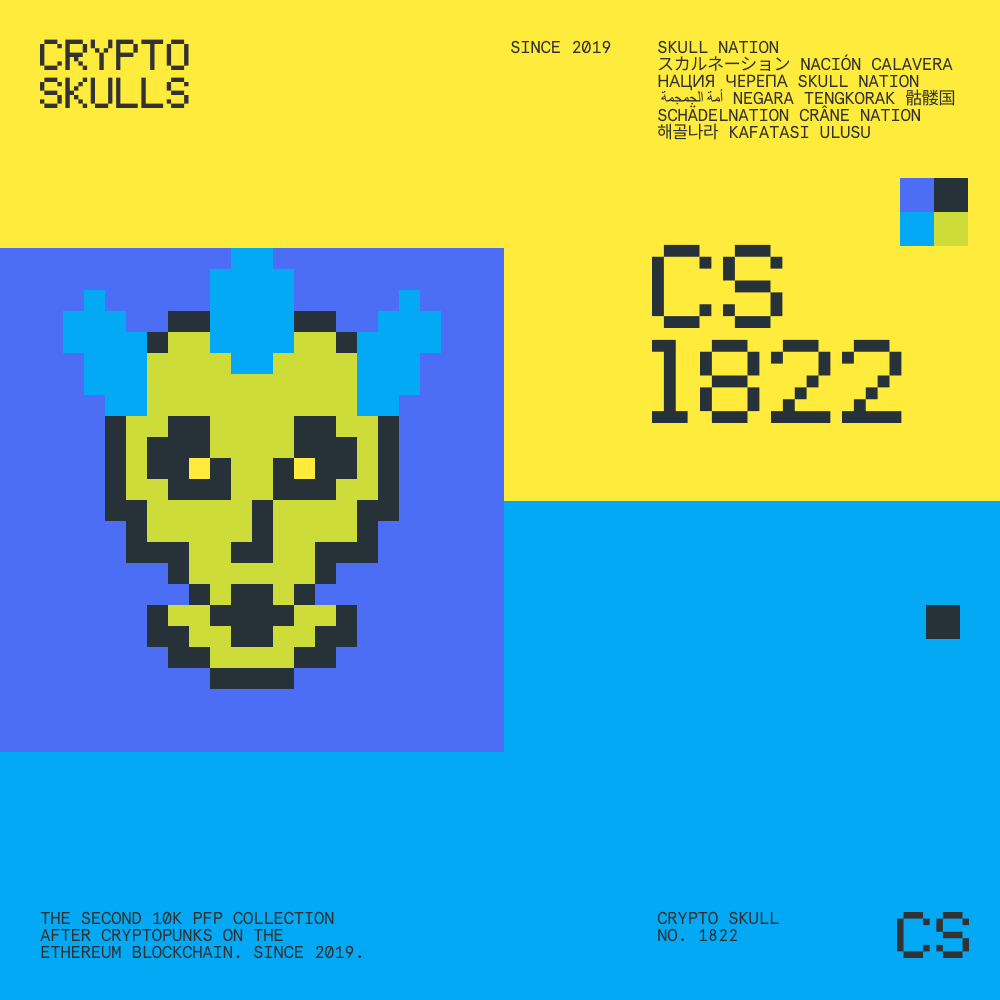 CRYPTO
SKULLS
SINCE 2019
SKULL NATION
スカルネーション NACIÓN CALAVERA
НАЦИЯ ЧЕРЕПА SKULL NATION
أمة الجمجمة NEGARA TENGKORAK 骷髅国
SCHÄDELNATION CRÂNE NATION
해골나라 KAFATASI ULUSU
CS
1822
THE SECOND 10K PFP COLLECTION
AFTER CRYPTOPUNKS ON THE
ETHEREUM BLOCKCHAIN. SINCE 2019.
CRYPTO SKULL
NO. 1822
CS